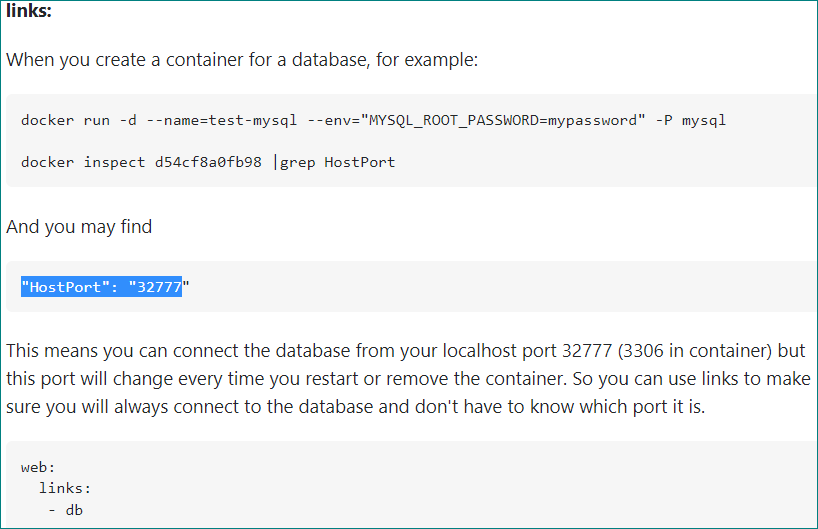 links:
When you create a container for a database, for example:
docker run -d --name=test-mysql --env="MYSQL_ROOT_PASSWORD=mypassword" -P mysql
docker inspect d54cf8a0fb98 |grep HostPort
And you may find
"HostPort": "32777"
This means you can connect the database from your localhost port 32777 (3306 in container) but
this port will change every time you restart or remove the container. So you can use links to make
sure you will always connect to the database and don't have to know which port it is.
web:
  links:
   - db